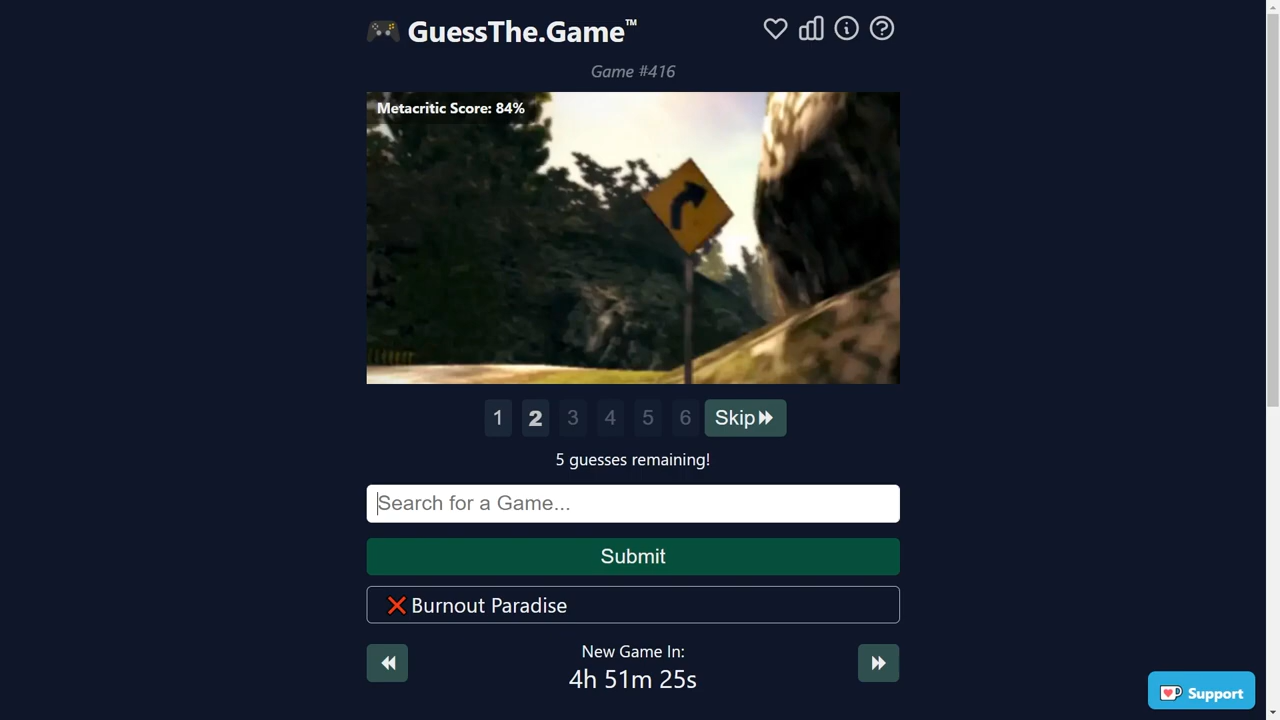 GuessThe.Game™
Game #416
Metacritic Score: 84%
1 2 3 4 5 6 Skip
5 guesses remaining!
Search for a Game...
Submit
Burnout Paradise
New Game In:
4h 51m 25s
Support